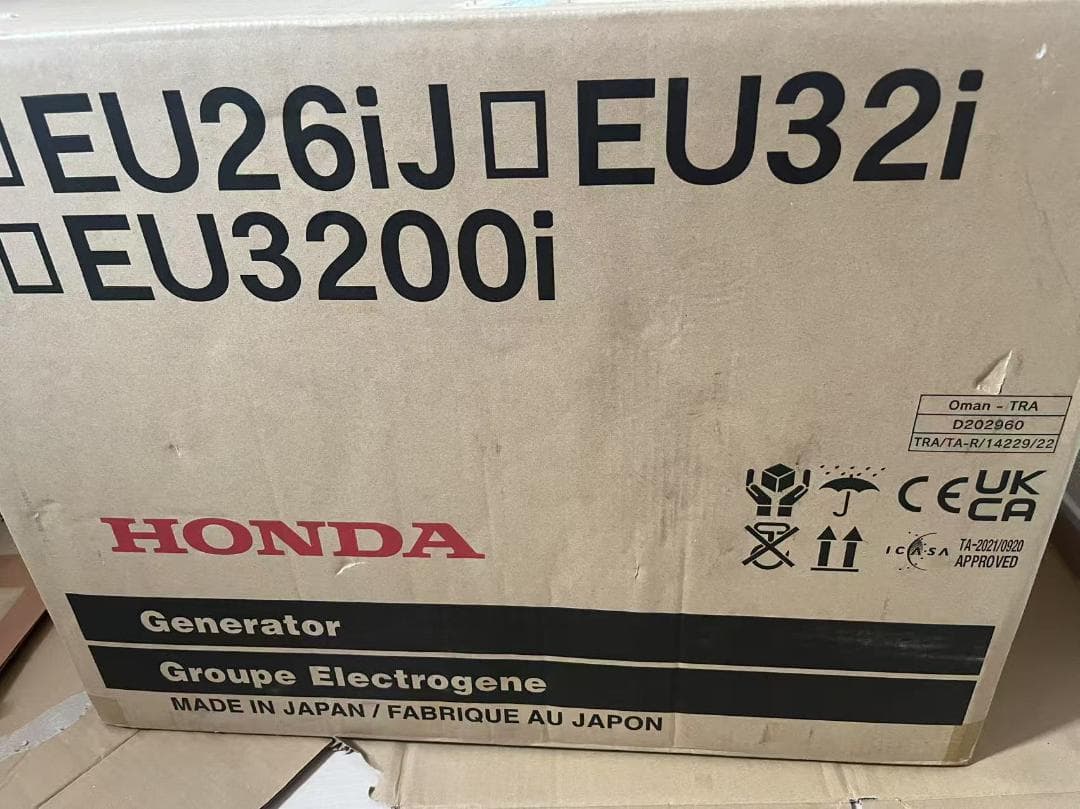 EU26iJ EU32i
EU3200i
Oman - TRA
D202960
TRA/TA-R/14229/22
CE UK CA
HONDA
ICASA TA-2021/0920
APPROVED
Generator
Groupe Electrogene
MADE IN JAPAN / FABRIQUE AU JAPON